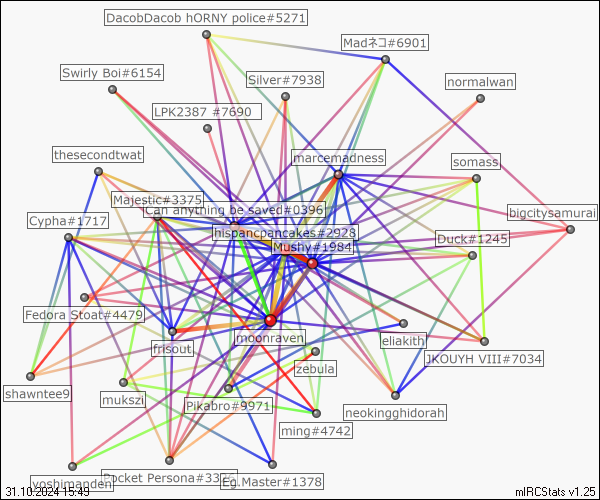 DacobDacob hORNY police#5271
Madネコ#6901
Swirly Boi#6154
Silver#7938
normalwan
LPK2387 #7690
thesecondtwat
marcemadness
somass
Majestic#3375
Can anything be saved#0396
bigcitysamurai
Cypha#1717
hispancpancakes#2928
Duck#1245
Mushy#1984
Fedora Stoat#4479
moonraven
eliakith
frisout
JKOUYH VIII#7034
zebula
shawntee9
mukszi
Pikabro#9971
neokingghidorah
ming#4742
yoshimanden
Pocket Persona#3376
Eg.Master#1378
31.10.2024 15:49
mIRCStats v1.25